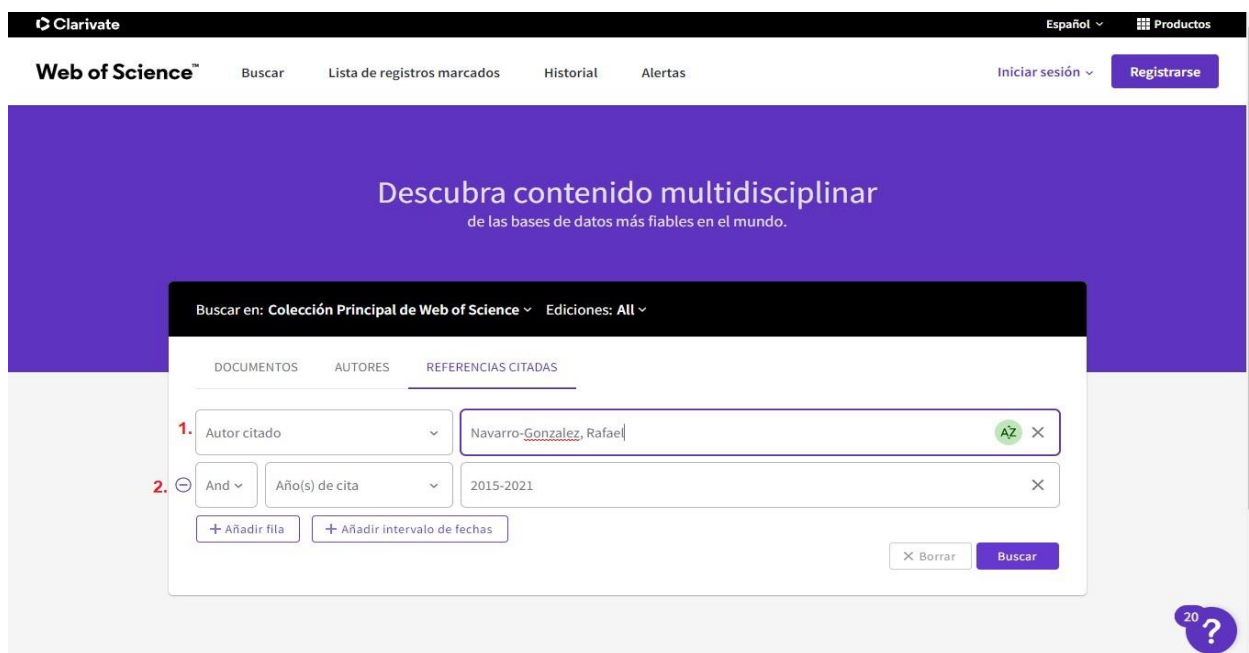 Clarivate
Español
Productos
Web of Science™
Buscar
Lista de registros marcados
Historial
Alertas
Iniciar sesión
Registrarse
Descubra contenido multidisciplinar
de las bases de datos más fiables en el mundo.
Buscar en: Colección Principal de Web of Science
Ediciones: All
DOCUMENTOS
AUTORES
REFERENCIAS CITADAS
1.
Autor citado
Navarro-Gonzalez, Rafael
AZ
2.
And
Año(s) de cita
2015-2021
+ Añadir fila
+ Añadir intervalo de fechas
Borrar
Buscar
20
?